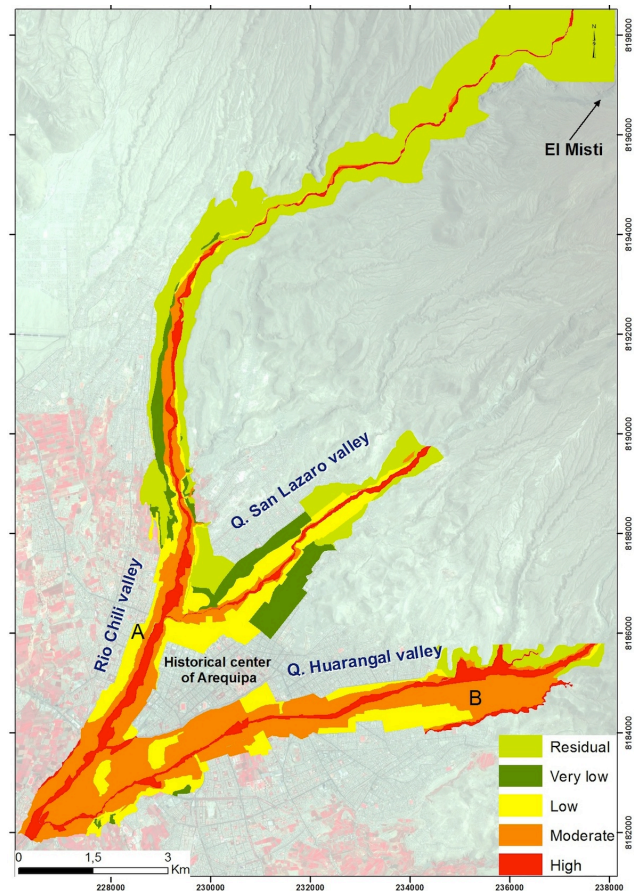 8198000
N
El Misti
8196000
8194000
8192000
8190000
Q. San Lazaro valley
8188000
Rio Chili valley
A
8186000
Historical center
of Arequipa
Q. Huarangal valley
B
8184000
Residual
Very low
Low
Moderate
High
8182000
0 1,5 3
Km
228000 230000 232000 234000 236000 238000